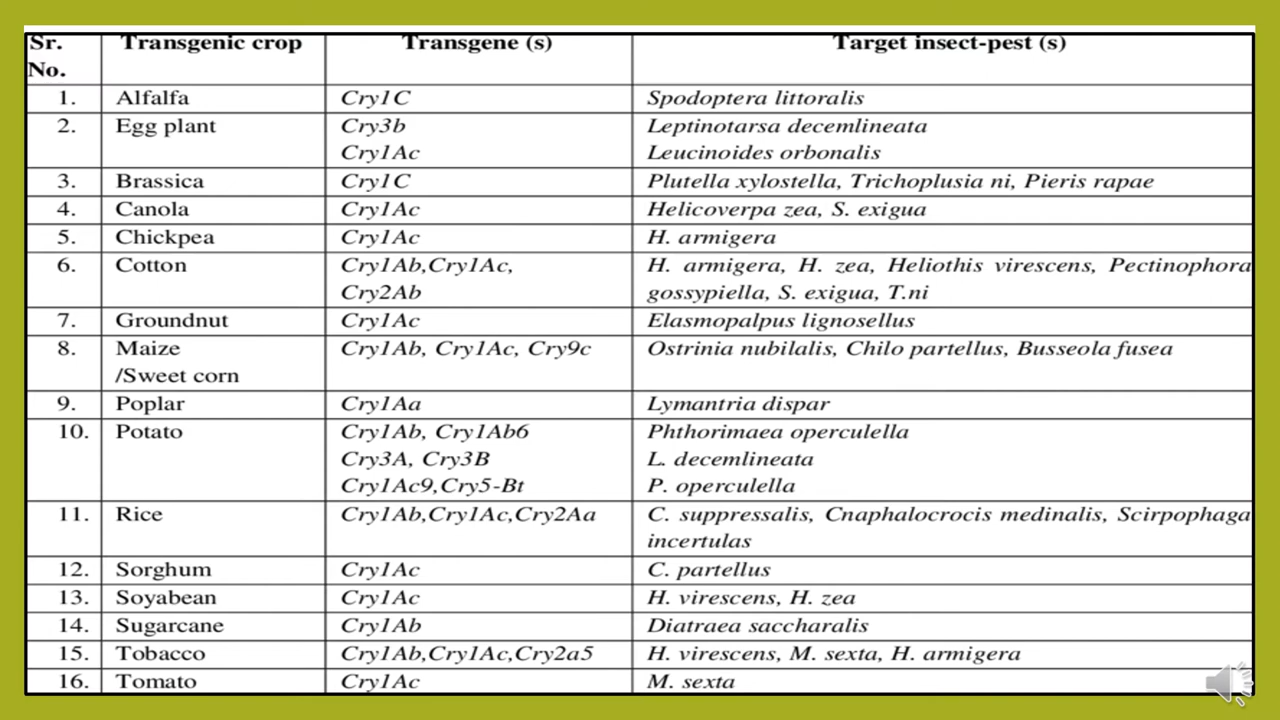 Sr. No. Transgenic crop Transgene (s) Target insect-pest (s)
1. Alfalfa Cry1C Spodoptera littoralis
2. Egg plant Cry3b Leptinotarsa decemlineata
Cry1Ac Leucinoides orbonalis
3. Brassica Cry1C Plutella xylostella, Trichoplusia ni, Pieris rapae
4. Canola Cry1Ac Helicoverpa zea, S. exigua
5. Chickpea Cry1Ac H. armigera
6. Cotton Cry1Ab,Cry1Ac, H. armigera, H. zea, Heliothis virescens, Pectinophora
Cry2Ab gossypiella, S. exigua, T.ni
7. Groundnut Cry1Ac Elasmopalpus lignosellus
8. Maize Cry1Ab, Cry1Ac, Cry9c Ostrinia nubilalis, Chilo partellus, Busseola fusea
/Sweet corn
9. Poplar Cry1Aa Lymantria dispar
10. Potato Cry1Ab, Cry1Ab6 Phthorimaea operculella
Cry3A, Cry3B L. decemlineata
Cry1Ac9,Cry5-Bt P. operculella
11. Rice Cry1Ab,Cry1Ac,Cry2Aa C. suppressalis, Cnaphalocrocis medinalis, Scirpophaga
incertulas
12. Sorghum Cry1Ac C. partellus
13. Soyabean Cry1Ac H. virescens, H. zea
14. Sugarcane Cry1Ab Diatraea saccharalis
15. Tobacco Cry1Ab,Cry1Ac,Cry2a5 H. virescens, M. sexta, H. armigera
16. Tomato Cry1Ac M. sexta